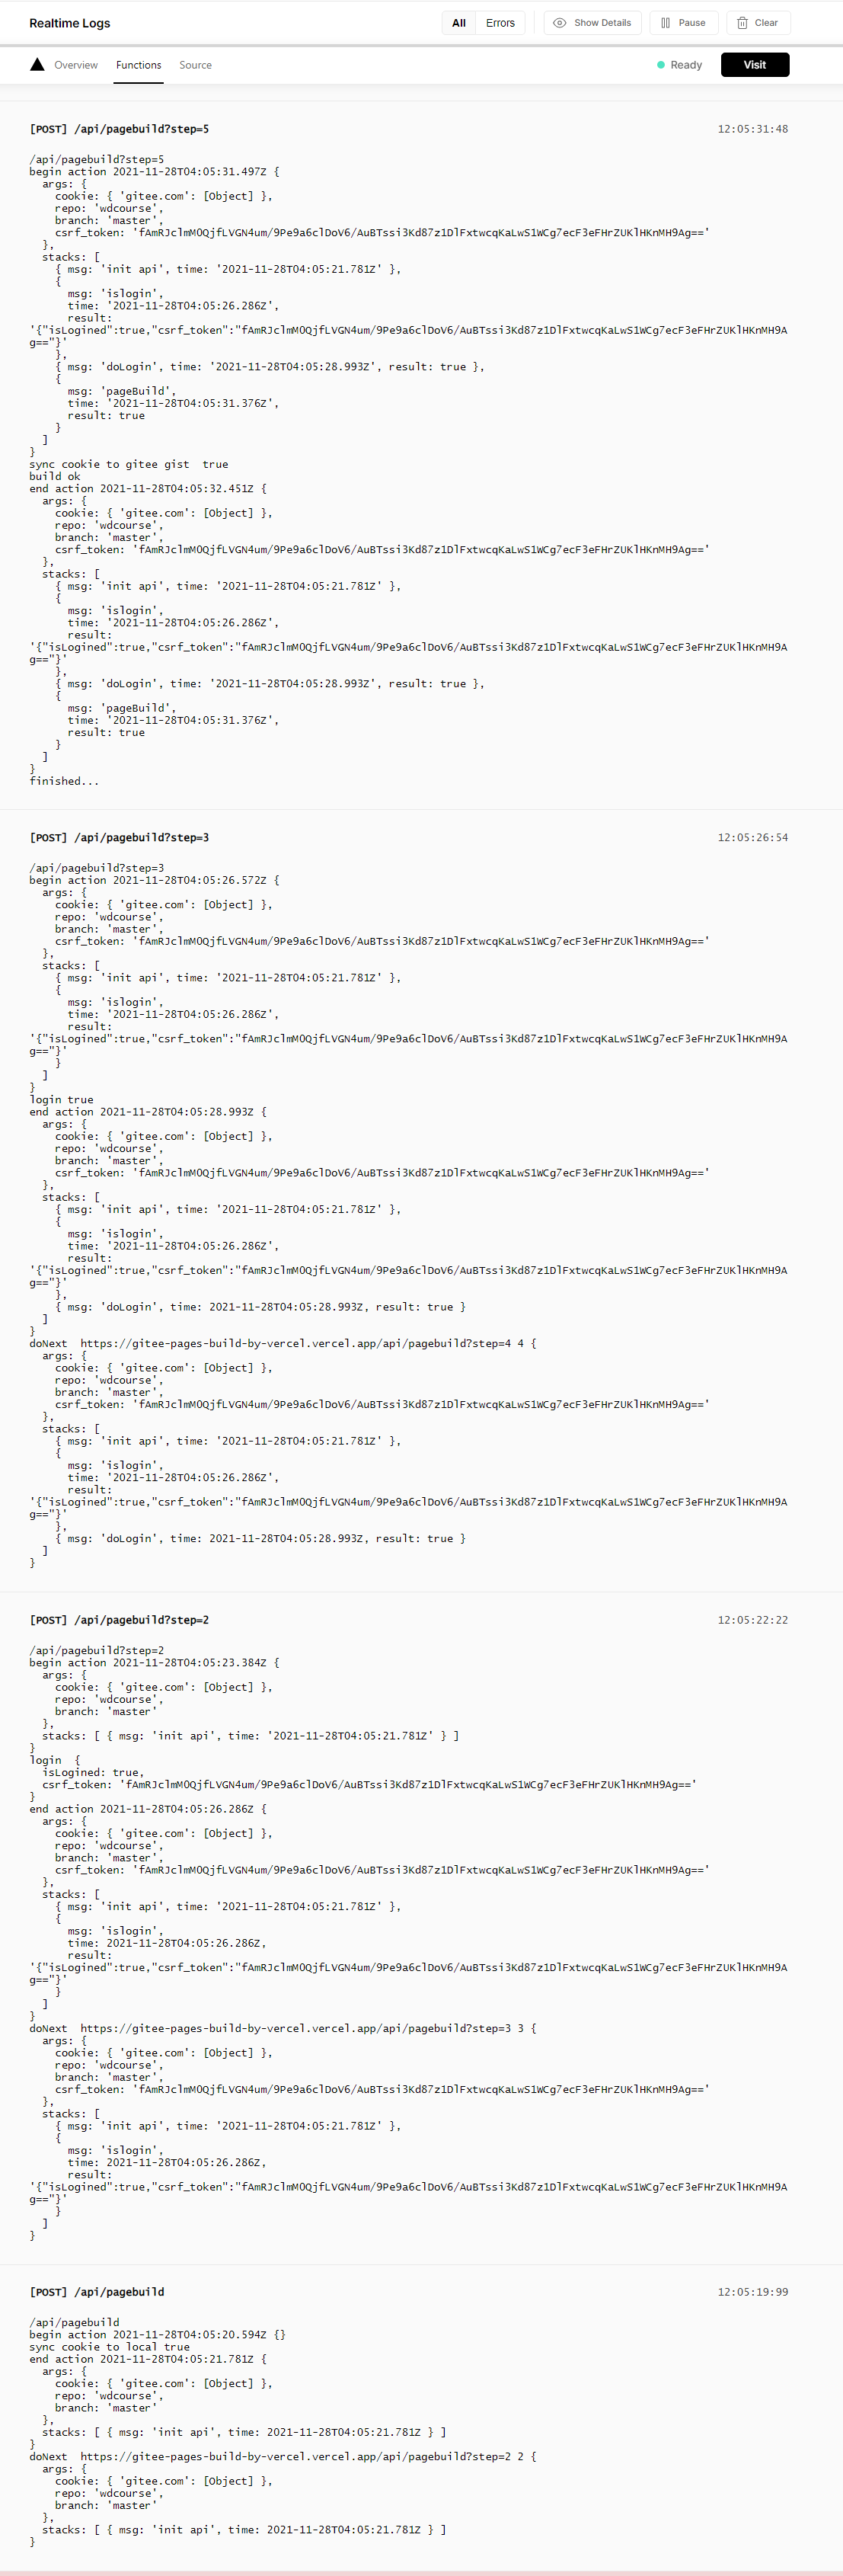 Realtime Logs
All Errors Show Details Pause Clear
Overview Functions Source Ready Visit
[POST] /api/pagebuild?step=5 12:05:31:48
/api/pagebuild?step=5
begin action 2021-11-28T04:05:31.497Z {
  args: {
    cookie: { 'gitee.com': [Object] },
    repo: 'wdcourse',
    branch: 'master',
    csrf_token: 'fAmRJclmMOQjfLVGN4um/9Pe9a6clDoV6/AuBTssi3Kd87z1DlFxtwcqKaLwS1WCg7ecF3eFHrZUKlHKnMH9Ag=='
  },
  stacks: [
    { msg: 'init api', time: '2021-11-28T04:05:21.781Z' },
    {
      msg: 'islogin',
      time: '2021-11-28T04:05:26.286Z',
      result:
'{"isLogined":true,"csrf_token":"fAmRJclmMOQjfLVGN4um/9Pe9a6clDoV6/AuBTssi3Kd87z1DlFxtwcqKaLwS1WCg7ecF3eFHrZUKlHKnMH9A
g=="}'
    },
    { msg: 'doLogin', time: '2021-11-28T04:05:28.993Z', result: true },
    {
      msg: 'pageBuild',
      time: '2021-11-28T04:05:31.376Z',
      result: true
    }
  ]
}
sync cookie to gitee gist  true
build ok
end action 2021-11-28T04:05:32.451Z {
  args: {
    cookie: { 'gitee.com': [Object] },
    repo: 'wdcourse',
    branch: 'master',
    csrf_token: 'fAmRJclmMOQjfLVGN4um/9Pe9a6clDoV6/AuBTssi3Kd87z1DlFxtwcqKaLwS1WCg7ecF3eFHrZUKlHKnMH9Ag=='
  },
  stacks: [
    { msg: 'init api', time: '2021-11-28T04:05:21.781Z' },
    {
      msg: 'islogin',
      time: '2021-11-28T04:05:26.286Z',
      result:
'{"isLogined":true,"csrf_token":"fAmRJclmMOQjfLVGN4um/9Pe9a6clDoV6/AuBTssi3Kd87z1DlFxtwcqKaLwS1WCg7ecF3eFHrZUKlHKnMH9A
g=="}'
    },
    { msg: 'doLogin', time: '2021-11-28T04:05:28.993Z', result: true },
    {
      msg: 'pageBuild',
      time: '2021-11-28T04:05:31.376Z',
      result: true
    }
  ]
}
finished...
[POST] /api/pagebuild?step=3 12:05:26:54
/api/pagebuild?step=3
begin action 2021-11-28T04:05:26.572Z {
  args: {
    cookie: { 'gitee.com': [Object] },
    repo: 'wdcourse',
    branch: 'master',
    csrf_token: 'fAmRJclmMOQjfLVGN4um/9Pe9a6clDoV6/AuBTssi3Kd87z1DlFxtwcqKaLwS1WCg7ecF3eFHrZUKlHKnMH9Ag=='
  },
  stacks: [
    { msg: 'init api', time: '2021-11-28T04:05:21.781Z' },
    {
      msg: 'islogin',
      time: '2021-11-28T04:05:26.286Z',
      result:
'{"isLogined":true,"csrf_token":"fAmRJclmMOQjfLVGN4um/9Pe9a6clDoV6/AuBTssi3Kd87z1DlFxtwcqKaLwS1WCg7ecF3eFHrZUKlHKnMH9A
g=="}'
    }
  ]
}
login true
end action 2021-11-28T04:05:28.993Z {
  args: {
    cookie: { 'gitee.com': [Object] },
    repo: 'wdcourse',
    branch: 'master',
    csrf_token: 'fAmRJclmMOQjfLVGN4um/9Pe9a6clDoV6/AuBTssi3Kd87z1DlFxtwcqKaLwS1WCg7ecF3eFHrZUKlHKnMH9Ag=='
  },
  stacks: [
    { msg: 'init api', time: '2021-11-28T04:05:21.781Z' },
    {
      msg: 'islogin',
      time: '2021-11-28T04:05:26.286Z',
      result:
'{"isLogined":true,"csrf_token":"fAmRJclmMOQjfLVGN4um/9Pe9a6clDoV6/AuBTssi3Kd87z1DlFxtwcqKaLwS1WCg7ecF3eFHrZUKlHKnMH9A
g=="}'
    },
    { msg: 'doLogin', time: 2021-11-28T04:05:28.993Z, result: true }
  ]
}
doNext  https://gitee-pages-build-by-vercel.vercel.app/api/pagebuild?step=4 4 {
  args: {
    cookie: { 'gitee.com': [Object] },
    repo: 'wdcourse',
    branch: 'master',
    csrf_token: 'fAmRJclmMOQjfLVGN4um/9Pe9a6clDoV6/AuBTssi3Kd87z1DlFxtwcqKaLwS1WCg7ecF3eFHrZUKlHKnMH9Ag=='
  },
  stacks: [
    { msg: 'init api', time: '2021-11-28T04:05:21.781Z' },
    {
      msg: 'islogin',
      time: '2021-11-28T04:05:26.286Z',
      result:
'{"isLogined":true,"csrf_token":"fAmRJclmMOQjfLVGN4um/9Pe9a6clDoV6/AuBTssi3Kd87z1DlFxtwcqKaLwS1WCg7ecF3eFHrZUKlHKnMH9A
g=="}'
    },
    { msg: 'doLogin', time: 2021-11-28T04:05:28.993Z, result: true }
  ]
}
[POST] /api/pagebuild?step=2 12:05:22:22
/api/pagebuild?step=2
begin action 2021-11-28T04:05:23.384Z {
  args: {
    cookie: { 'gitee.com': [Object] },
    repo: 'wdcourse',
    branch: 'master'
  },
  stacks: [ { msg: 'init api', time: '2021-11-28T04:05:21.781Z' } ]
}
login  {
  isLogined: true,
  csrf_token: 'fAmRJclmMOQjfLVGN4um/9Pe9a6clDoV6/AuBTssi3Kd87z1DlFxtwcqKaLwS1WCg7ecF3eFHrZUKlHKnMH9Ag=='
}
end action 2021-11-28T04:05:26.286Z {
  args: {
    cookie: { 'gitee.com': [Object] },
    repo: 'wdcourse',
    branch: 'master',
    csrf_token: 'fAmRJclmMOQjfLVGN4um/9Pe9a6clDoV6/AuBTssi3Kd87z1DlFxtwcqKaLwS1WCg7ecF3eFHrZUKlHKnMH9Ag=='
  },
  stacks: [
    { msg: 'init api', time: '2021-11-28T04:05:21.781Z' },
    {
      msg: 'islogin',
      time: 2021-11-28T04:05:26.286Z,
      result:
'{"isLogined":true,"csrf_token":"fAmRJclmMOQjfLVGN4um/9Pe9a6clDoV6/AuBTssi3Kd87z1DlFxtwcqKaLwS1WCg7ecF3eFHrZUKlHKnMH9A
g=="}'
    }
  ]
}
doNext  https://gitee-pages-build-by-vercel.vercel.app/api/pagebuild?step=3 3 {
  args: {
    cookie: { 'gitee.com': [Object] },
    repo: 'wdcourse',
    branch: 'master',
    csrf_token: 'fAmRJclmMOQjfLVGN4um/9Pe9a6clDoV6/AuBTssi3Kd87z1DlFxtwcqKaLwS1WCg7ecF3eFHrZUKlHKnMH9Ag=='
  },
  stacks: [
    { msg: 'init api', time: '2021-11-28T04:05:21.781Z' },
    {
      msg: 'islogin',
      time: 2021-11-28T04:05:26.286Z,
      result:
'{"isLogined":true,"csrf_token":"fAmRJclmMOQjfLVGN4um/9Pe9a6clDoV6/AuBTssi3Kd87z1DlFxtwcqKaLwS1WCg7ecF3eFHrZUKlHKnMH9A
g=="}'
    }
  ]
}
[POST] /api/pagebuild 12:05:19:99
/api/pagebuild
begin action 2021-11-28T04:05:20.594Z {}
sync cookie to local true
end action 2021-11-28T04:05:21.781Z {
  args: {
    cookie: { 'gitee.com': [Object] },
    repo: 'wdcourse',
    branch: 'master'
  },
  stacks: [ { msg: 'init api', time: 2021-11-28T04:05:21.781Z } ]
}
doNext  https://gitee-pages-build-by-vercel.vercel.app/api/pagebuild?step=2 2 {
  args: {
    cookie: { 'gitee.com': [Object] },
    repo: 'wdcourse',
    branch: 'master'
  },
  stacks: [ { msg: 'init api', time: 2021-11-28T04:05:21.781Z } ]
}